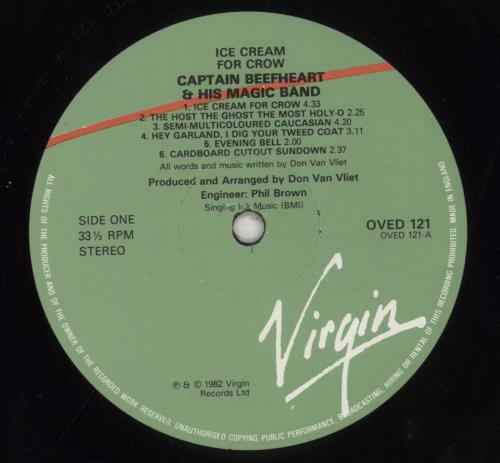 ICE CREAM
FOR CROW
CAPTAIN BEEFHEART
& HIS MAGIC BAND
1. ICE CREAM FOR CROW 4.33
2. THE HOST THE GHOST THE MOST HOLY-O 2.25
3. SEMI-MULTICOLOURED CAUCASIAN 4.20
4. HEY GARLAND, I DIG YOUR TWEED COAT 3.11
5. EVENING BELL 2.00
6. CARDBOARD CUTOUT SUNDOWN 2.37
All words and music written by Don Van Vliet
Produced and Arranged by Don Van Vliet
Engineer: Phil Brown
Singing Ink Music (BMI)
SIDE ONE
33⅓ RPM
STEREO
OVED 121
OVED 121-A
Virgin
℗ & © 1982 Virgin
Records Ltd
ALL RIGHTS OF THE PRODUCER AND OF THE OWNER OF THE RECORDED WORK RESERVED. UNAUTHORISED COPYING, PUBLIC PERFORMANCE, BROADCASTING, HIRING OR RENTAL OF THIS RECORDING PROHIBITED. MADE IN ENGLAND